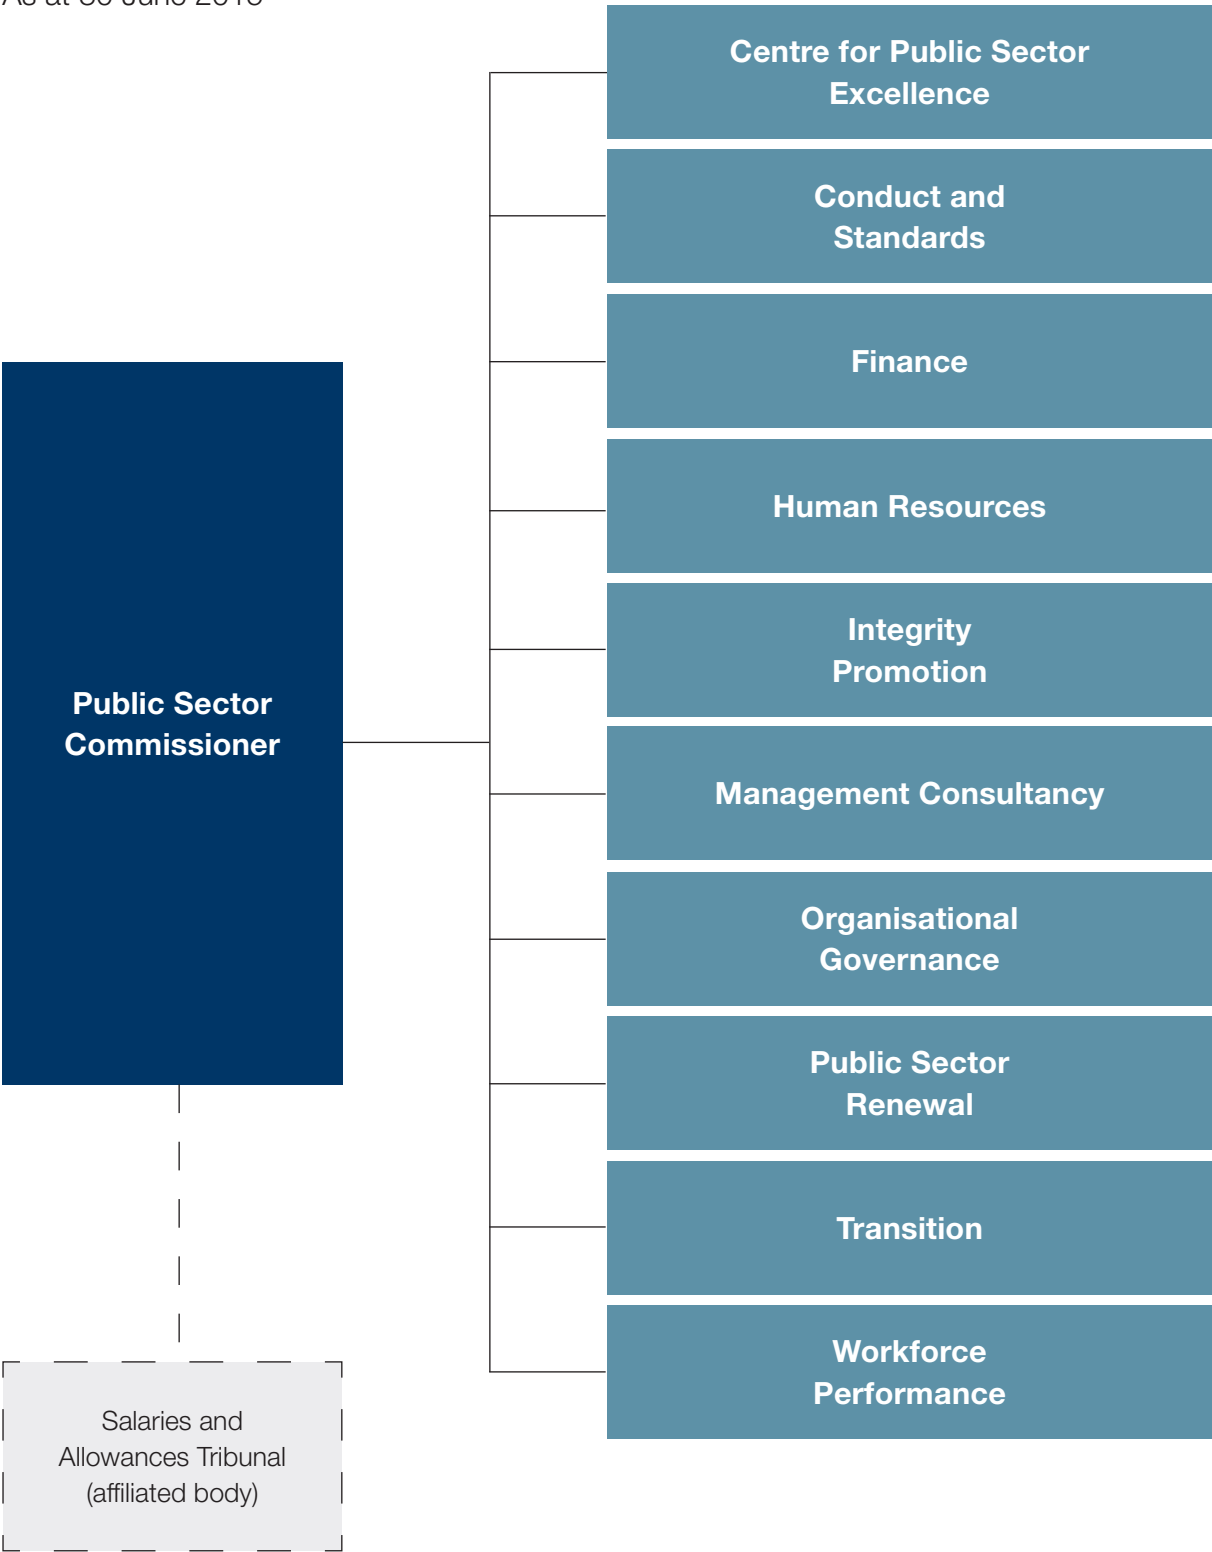 Centre for Public Sector
Excellence
Conduct and
Standards
Finance
Human Resources
Integrity
Promotion
Public Sector
Commissioner
Management Consultancy
Organisational
Governance
Public Sector
Renewal
Transition
Workforce
Performance
Salaries and
Allowances Tribunal
(affiliated body)